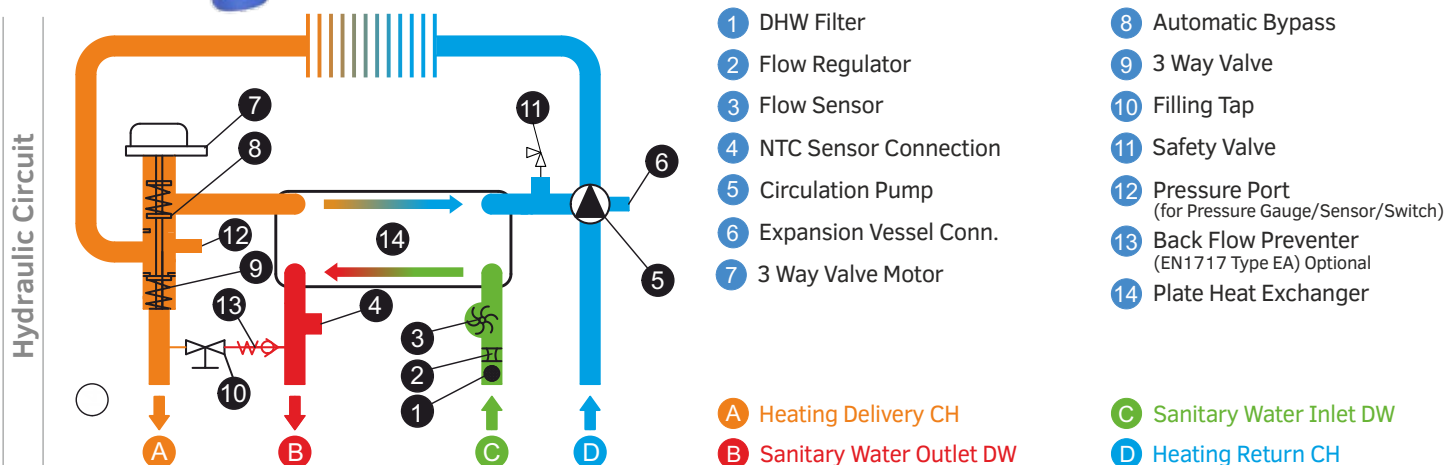 Hydraulic Circuit
7
8
12
9
13
10
4
14
11
6
5
3
2
1
A
B
C
D
1 DHW Filter
2 Flow Regulator
3 Flow Sensor
4 NTC Sensor Connection
5 Circulation Pump
6 Expansion Vessel Conn.
7 3 Way Valve Motor
8 Automatic Bypass
9 3 Way Valve
10 Filling Tap
11 Safety Valve
12 Pressure Port
(for Pressure Gauge/Sensor/Switch)
13 Back Flow Preventer
(EN1717 Type EA) Optional
14 Plate Heat Exchanger
A Heating Delivery CH
B Sanitary Water Outlet DW
C Sanitary Water Inlet DW
D Heating Return CH